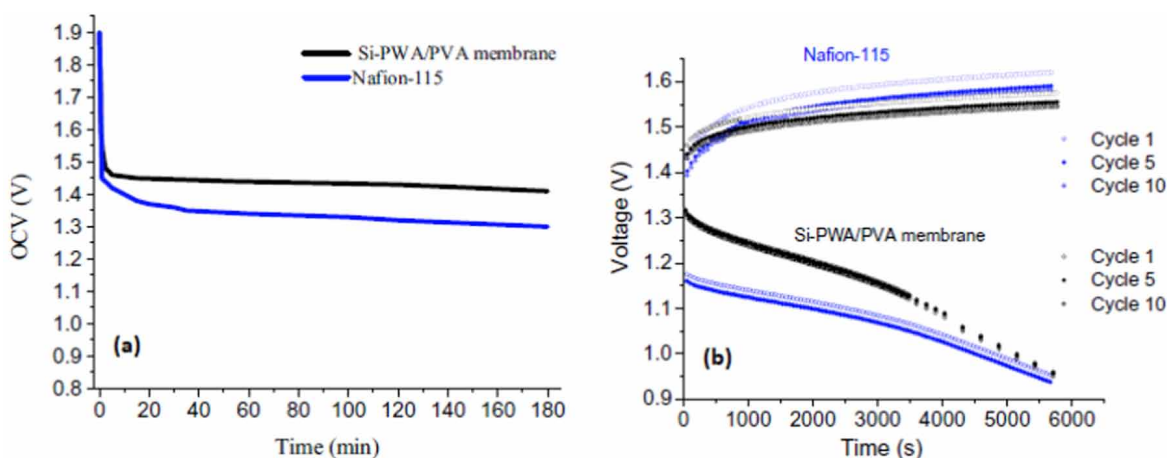 1.9
1.8
1.7
1.6
1.5
1.4
1.3
1.2
1.1
1.0
0.9
0.8
OCV (V)
Si-PWA/PVA membrane
Nafion-115
(a)
0 20 40 60 80 100 120 140 160 180
Time (min)
1.6
1.5
1.4
1.3
1.2
1.1
1.0
0.9
Voltage (V)
Nafion-115
Cycle 1
Cycle 5
Cycle 10
Si-PWA/PVA membrane
Cycle 1
Cycle 5
Cycle 10
(b)
0 1000 2000 3000 4000 5000 6000
Time (s)